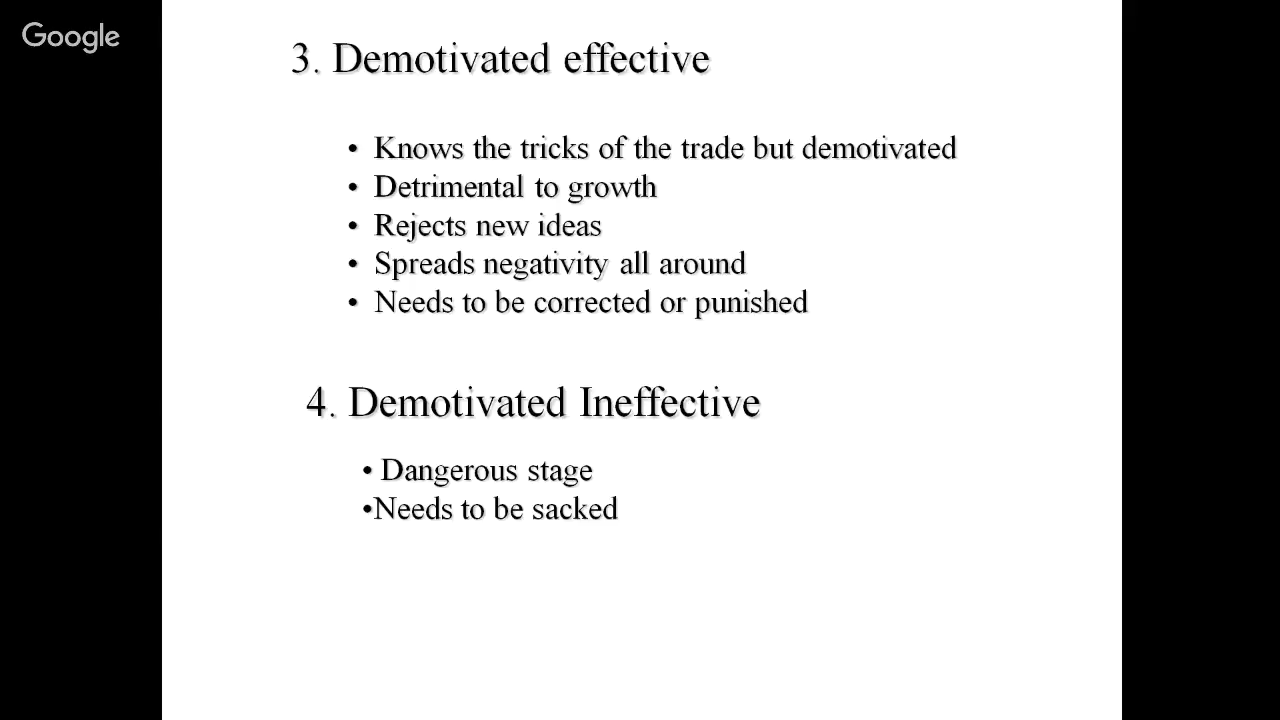 Google
3. Demotivated effective
• Knows the tricks of the trade but demotivated
• Detrimental to growth
• Rejects new ideas
• Spreads negativity all around
• Needs to be corrected or punished
4. Demotivated Ineffective
• Dangerous stage
•Needs to be sacked